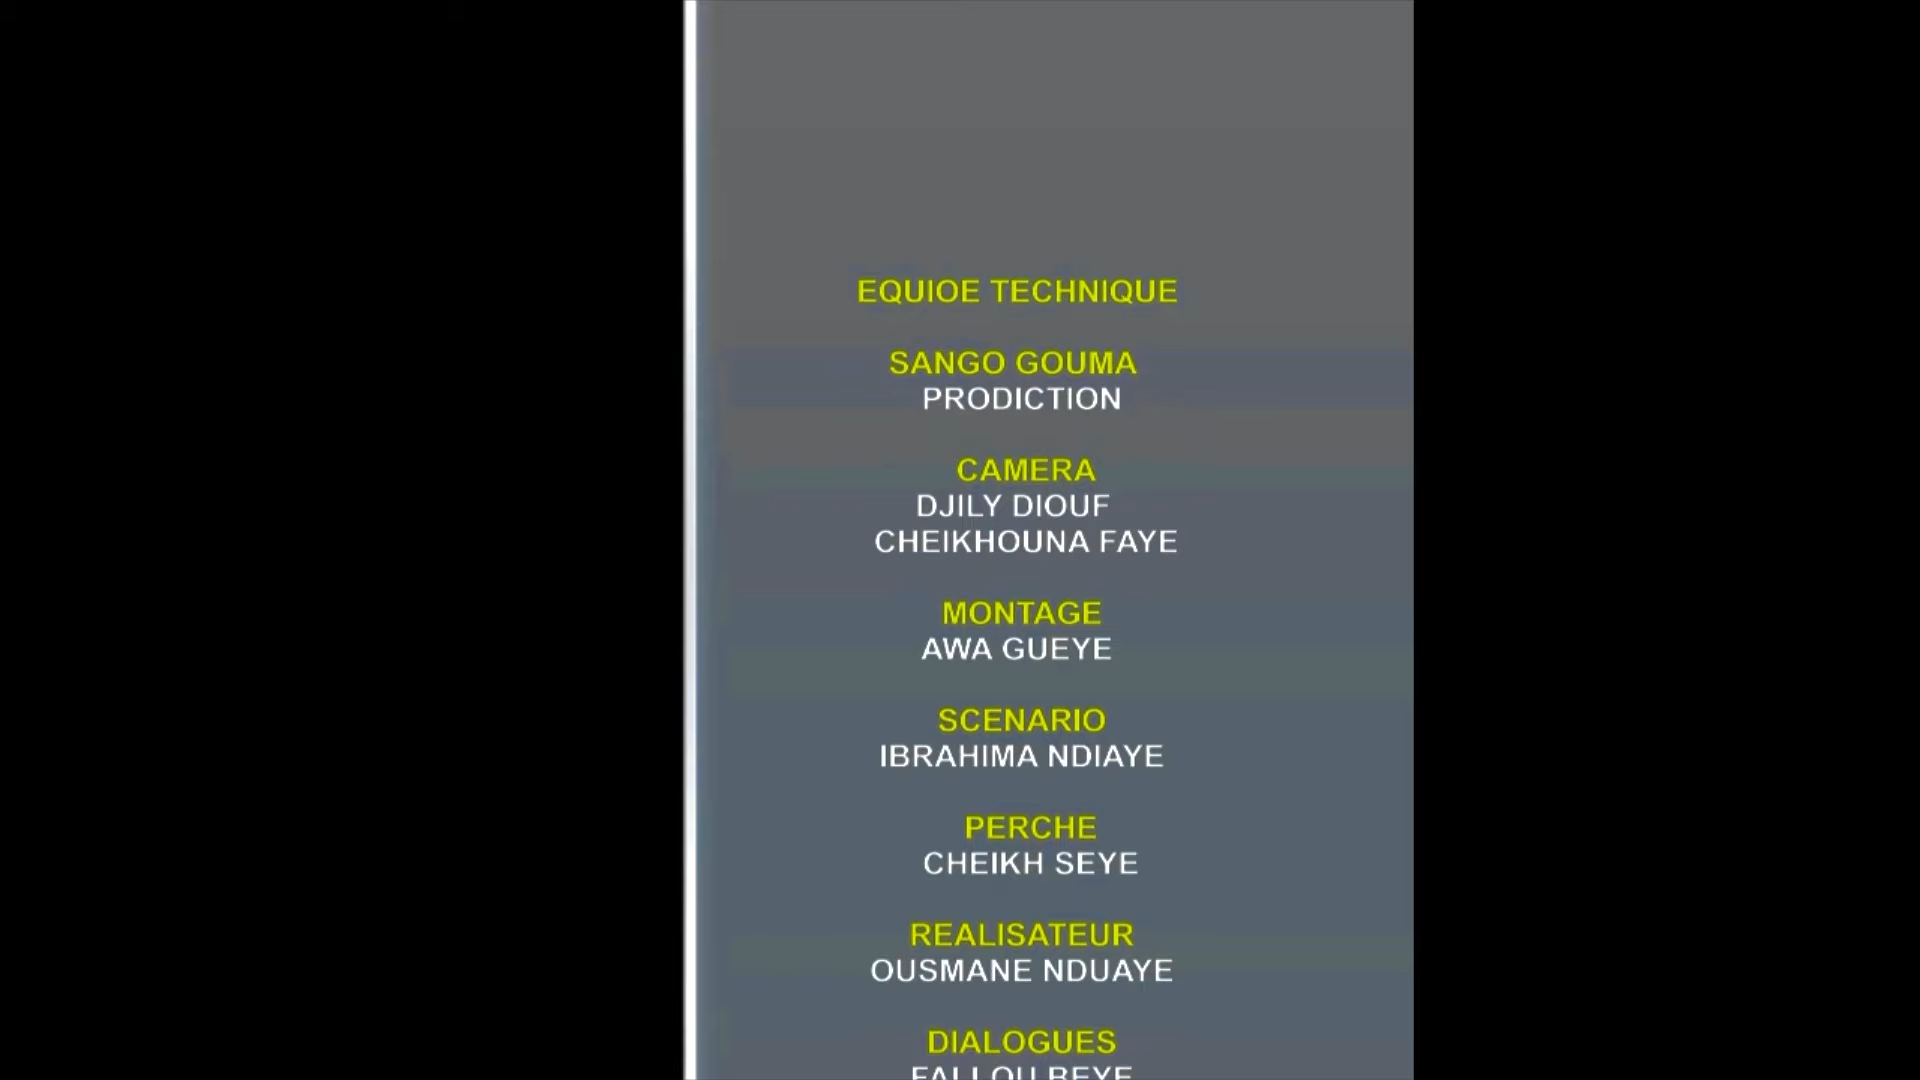 EQUIOE TECHNIQUE
SANGO GOUMA
PRODICTION
CAMERA
DJILY DIOUF
CHEIKHOUNA FAYE
MONTAGE
AWA GUEYE
SCENARIO
IBRAHIMA NDIAYE
PERCHE
CHEIKH SEYE
REALISATEUR
OUSMANE NDUAYE
DIALOGUES
FALLOU